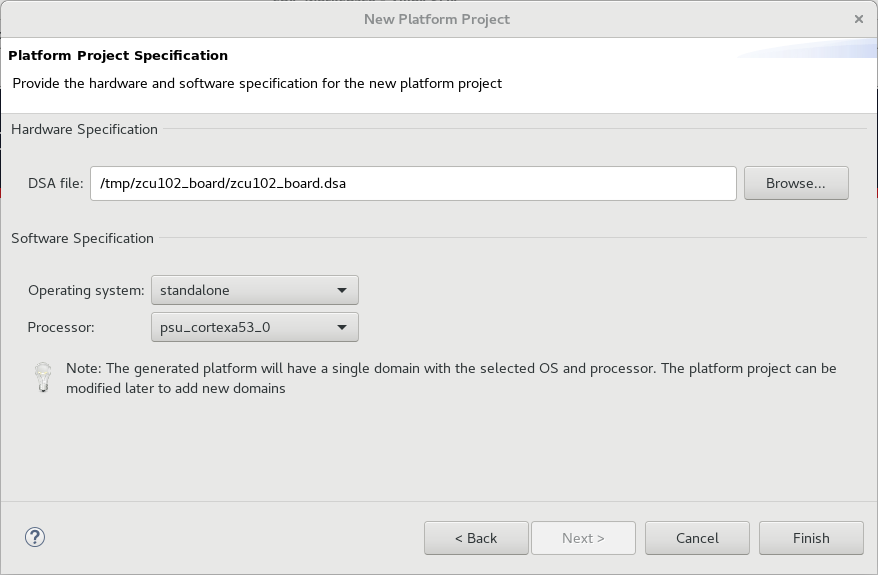 New Platform Project
Platform Project Specification
Provide the hardware and software specification for the new platform project
Hardware Specification
DSA file: /tmp/zcu102_board/zcu102_board.dsa Browse...
Software Specification
Operating system: standalone
Processor: psu_cortexa53_0
Note: The generated platform will have a single domain with the selected OS and processor. The platform project can be
modified later to add new domains
< Back Next > Cancel Finish